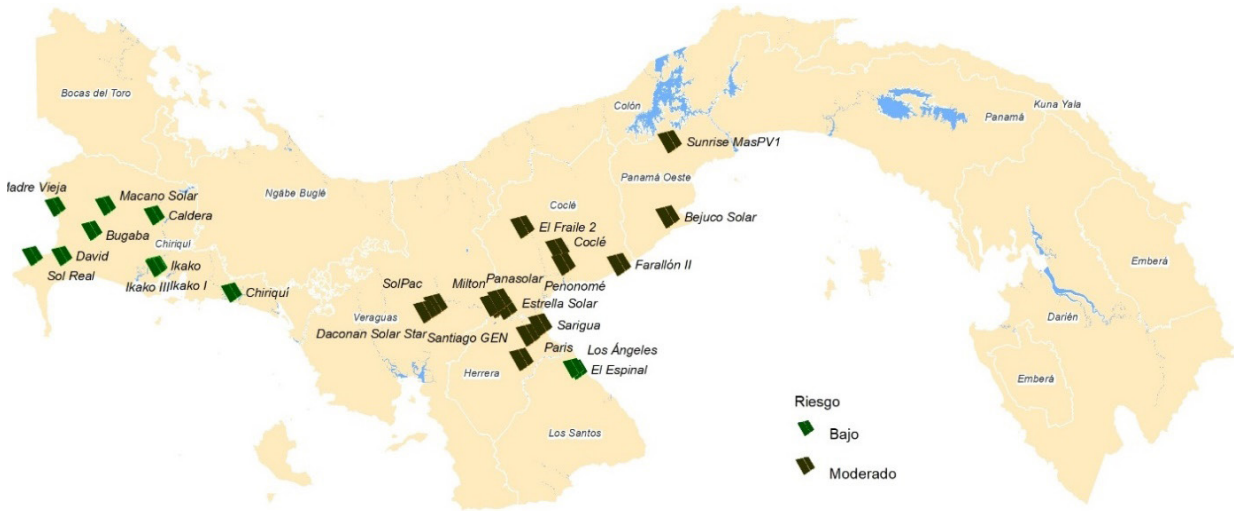 Bocas del Toro
Colón
Kuna Yala
Panamá
Sunrise MasPV1
Madre Vieja
Macano Solar
Ngäbe Buglé
Panamá Oeste
Caldera
Coclé
Bejuco Solar
Bugaba
El Fraile 2
Chiriquí
Coclé
David
Ikako
Farallón II
Emberá
Sol Real
Ikako III
Ikako I
Chiriquí
SolPac
Milton
Panasolar
Penonomé
Estrella Solar
Veraguas
Darién
Daconan Solar Star
Santiago GEN
Sarigua
Paris
Los Ángeles
El Espinal
Herrera
Emberá
Los Santos
Riesgo
Bajo
Moderado